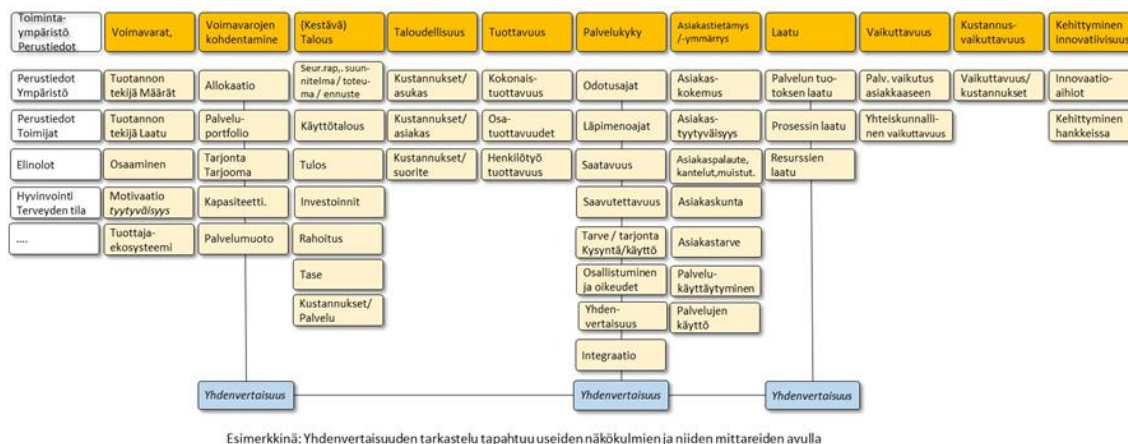 Toiminta-
ympäristö
Perustiedot
Voimavarat,
Voimavarojen
kohdentamine
(Kestävä)
Talous
Taloudellisuus
Tuottavuus
Palvelukyky
Asiakastietämys
/-ymmärrys
Laatu
Vaikuttavuus
Kustannus-
vaikuttavuus
Kehittyminen
innovatiivisuus
Perustiedot
Ympäristö
Tuotannon
tekijä Määrät
Allokaatio
Seur.rap,. suun-
nitelma / toteu-
ma / ennuste
Kustannukset/
asukas
Kokonais-
tuottavuus
Odotusajat
Asiakas-
kokemus
Palvelun tuo-
toksen laatu
Palv. vaikutus
asiakkaaseen
Vaikuttavuus/
kustannukset
Innovaatio-
aihiot
Perustiedot
Toimijat
Tuotannon
tekijä Laatu
Palvelu-
portfolio
Käyttötalous
Kustannukset/
asiakas
Osa-
tuottavuudet
Läpimenoajat
Asiakas-
tyytyväisyys
Prosessin laatu
Yhteiskunnalli-
nen vaikuttavuus
Kehittyminen
hankkeissa
Elinolot
Osaaminen
Tarjonta
Tarjooma
Tulos
Kustannukset/
suorite
Henkilötyö
tuottavuus
Saatavuus
Asiakaspalaute,
kantelut,muistut.
Resurssien
laatu
Hyvinvointi
Terveyden tila
Motivaatio
tyytyväisyys
Kapasiteetti.
Investoinnit
Saavutettavuus
Asiakaskunta
....
Tuottaja-
ekosysteemi
Palvelumuoto
Rahoitus
Tarve / tarjonta
Kysyntä/käyttö
Asiakastarve
Tase
Osallistuminen
ja oikeudet
Palvelu-
käyttäytyminen
Kustannukset/
Palvelu
Yhden-
vertaisuus
Palvelujen
käyttö
Integraatio
Yhdenvertaisuus
Yhdenvertaisuus
Yhdenvertaisuus
Esimerkkinä: Yhdenvertaisuuden tarkastelu tapahtuu useiden näkökulmien ja niiden mittareiden avulla